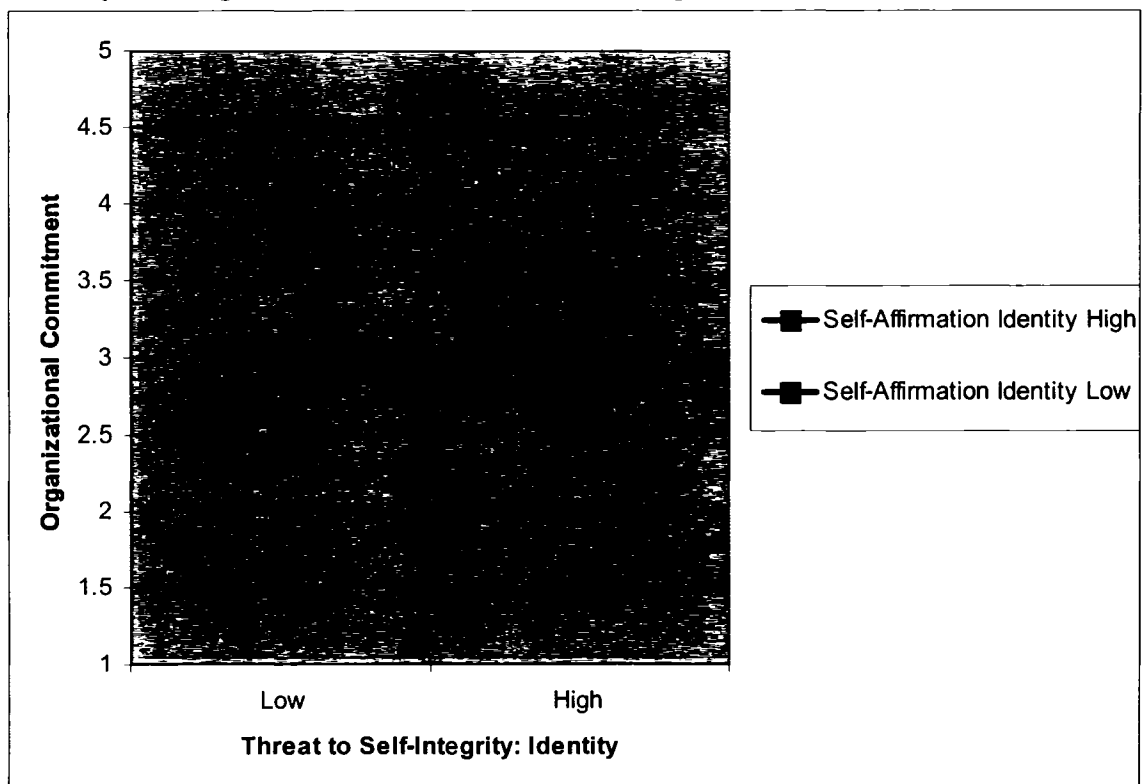 5
4.5
4
3.5
3
2.5
2
1.5
1
Organizational Commitment
Low High
Threat to Self-Integrity: Identity
Self-Affirmation Identity High
Self-Affirmation Identity Low